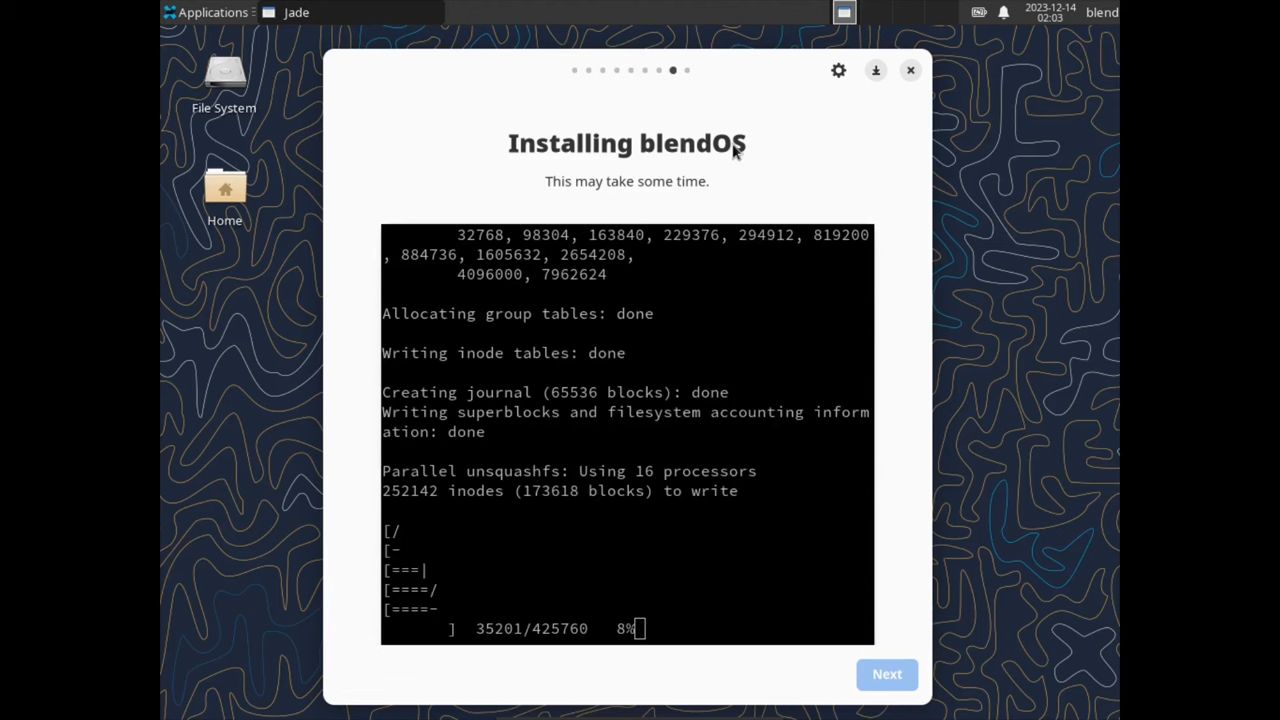 Applications
Jade
2023-12-14
02:03
blend
File System
Home
Installing blendOS
This may take some time.
32768, 98304, 163840, 229376, 294912, 819200
, 884736, 1605632, 2654208,
4096000, 7962624
Allocating group tables: done
Writing inode tables: done
Creating journal (65536 blocks): done
Writing superblocks and filesystem accounting inform
ation: done
Parallel unsquashfs: Using 16 processors
252142 inodes (173618 blocks) to write
[/
[-
[===|
[====/
[====-
] 35201/425760 8%
Next